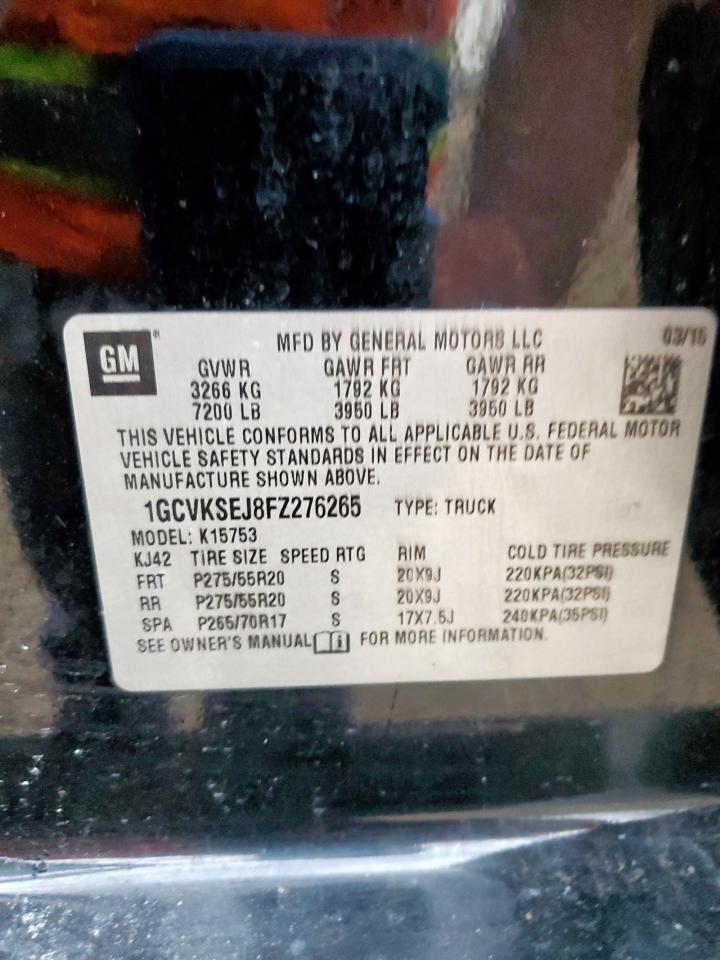 GM
MFD BY GENERAL MOTORS LLC 03/15
GVWR GAWR FRT GAWR RR
3266 KG 1792 KG 1792 KG
7200 LB 3950 LB 3950 LB
THIS VEHICLE CONFORMS TO ALL APPLICABLE U.S. FEDERAL MOTOR
VEHICLE SAFETY STANDARDS IN EFFECT ON THE DATE OF
MANUFACTURE SHOWN ABOVE.
1GCVKSEJ8FZ276265 TYPE: TRUCK
MODEL: K15753
KJ42 TIRE SIZE SPEED RTG RIM COLD TIRE PRESSURE
FRT P275/55R20 S 20X9J 220KPA(32PSI)
RR P275/55R20 S 20X9J 220KPA(32PSI)
SPA P265/70R17 S 17X7.5J 240KPA(35PSI)
SEE OWNER'S MANUAL FOR MORE INFORMATION.